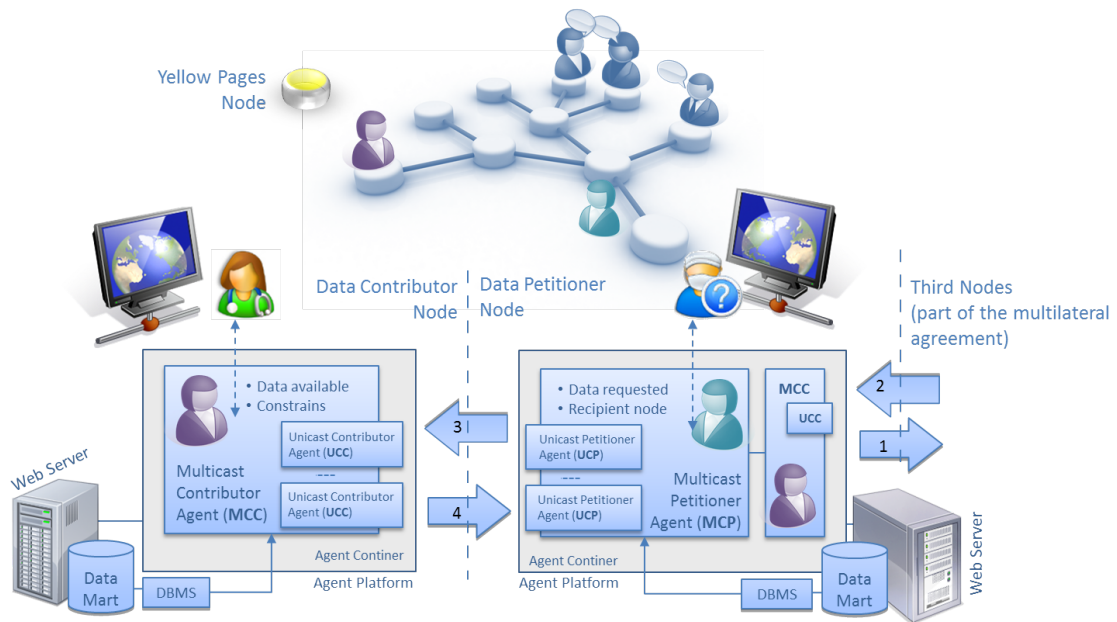 Yellow Pages
Node
Data Contributor
Node
Data Petitioner
Node
?
Third Nodes
(part of the multilateral
agreement)
• Data available
• Constrains
Unicast Contributor
Agent (UCC)
---
Unicast Contributor
Agent (UCC)
Multicast
Contributor
Agent (MCC)
Agent Continer
Agent Platform
Web Server
Data
Mart
DBMS
3
4
• Data requested
• Recipient node
Unicast Petitioner
Agent (UCP)
---
Unicast Petitioner
Agent (UCP)
Multicast
Petitioner
Agent (MCP)
MCC
UCC
Agent Continer
Agent Platform
2
1
DBMS
Data
Mart
Web Server